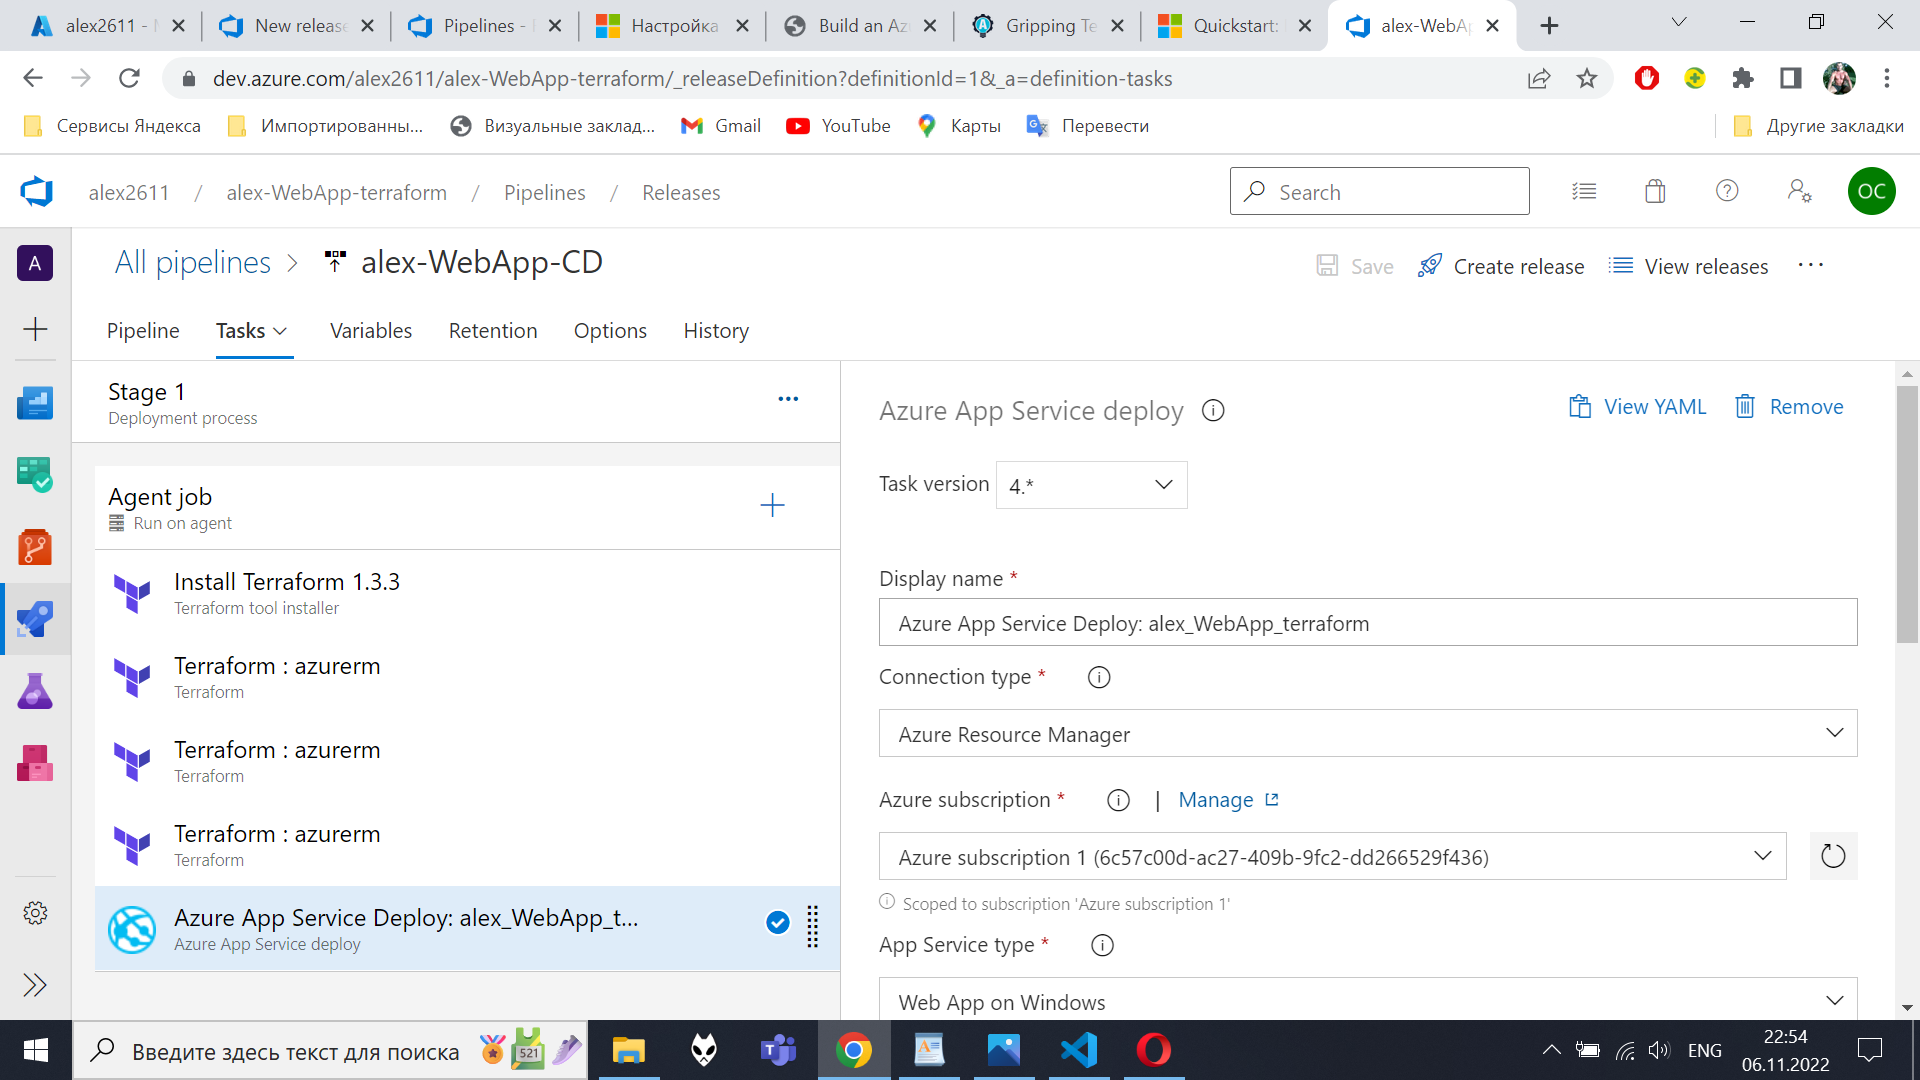 alex2611 - M
New release
Pipelines -
Настройка
Build an Az
Gripping Te
Quickstart:
alex-WebAp
dev.azure.com/alex2611/alex-WebApp-terraform/_releaseDefinition?definitionId=1&_a=definition-tasks
Сервисы Яндекса
Импортированны...
Визуальные заклад...
Gmail
YouTube
Карты
Перевести
Другие закладки
alex2611 / alex-WebApp-terraform / Pipelines / Releases
Search
OC
A
All pipelines > alex-WebApp-CD
Save
Create release
View releases
Pipeline
Tasks
Variables
Retention
Options
History
Stage 1
Deployment process
Agent job
Run on agent
Install Terraform 1.3.3
Terraform tool installer
Terraform : azurerm
Terraform
Terraform : azurerm
Terraform
Terraform : azurerm
Terraform
Azure App Service Deploy: alex_WebApp_t...
Azure App Service deploy
Azure App Service deploy
View YAML
Remove
Task version 4.*
Display name *
Azure App Service Deploy: alex_WebApp_terraform
Connection type *
Azure Resource Manager
Azure subscription * | Manage
Azure subscription 1 (6c57c00d-ac27-409b-9fc2-dd266529f436)
Scoped to subscription 'Azure subscription 1'
App Service type *
Web App on Windows
Введите здесь текст для поиска
521
ENG
22:54
06.11.2022